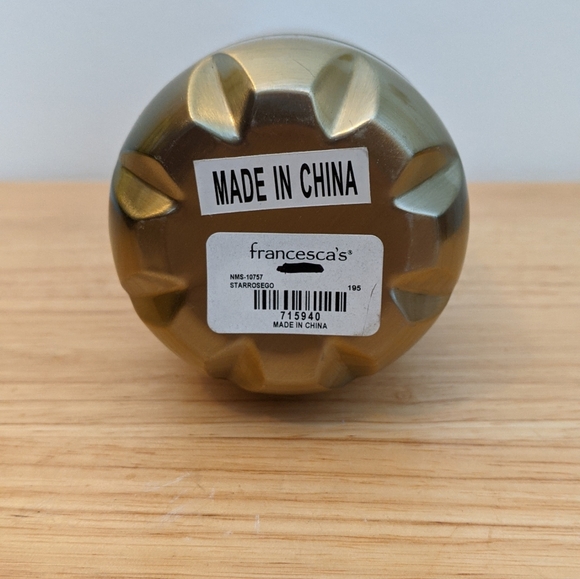 MADE IN CHINA
francesca's®
NMS-10757
STARROSEGO 195
715940
MADE IN CHINA